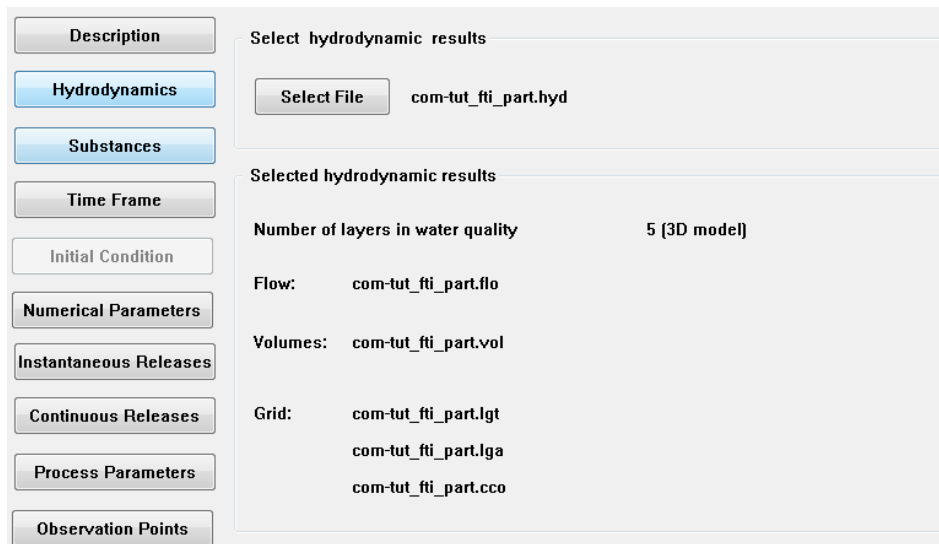 Description
Hydrodynamics
Substances
Time Frame
Initial Condition
Numerical Parameters
Instantaneous Releases
Continuous Releases
Process Parameters
Observation Points
Select hydrodynamic results
Select File com-tut_fti_part.hyd
Selected hydrodynamic results
Number of layers in water quality 5 (3D model)
Flow: com-tut_fti_part.flo
Volumes: com-tut_fti_part.vol
Grid: com-tut_fti_part.lgt
com-tut_fti_part.lga
com-tut_fti_part.cco